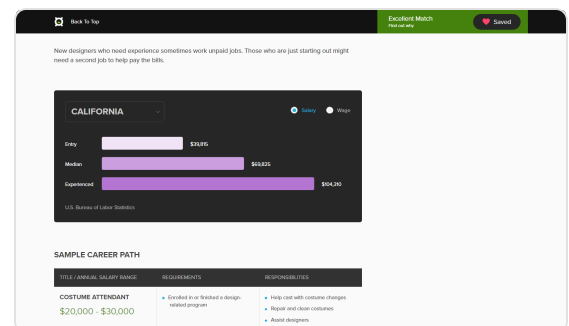 Back To Top
Excellent Match
Find out why
Saved
New designers who need experience sometimes work unpaid jobs. Those who are just starting out might
need a second job to help pay the bills.
CALIFORNIA
Salary
Wage
Entry
$39,815
Median
$69,825
Experienced
$104,210
U.S. Bureau of Labor Statistics
SAMPLE CAREER PATH
TITLE / ANNUAL SALARY RANGE
REQUIREMENTS
RESPONSIBILITIES
COSTUME ATTENDANT
$20,000 - $30,000
Enrolled in or finished a design-
related program
Help cast with costume changes
Repair and clean costumes
Assist designers